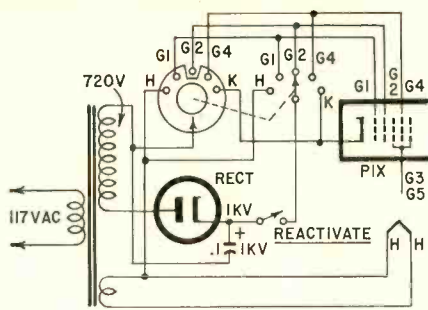 G1 G2 G4
720V
H K
G1 G2 G4
H K
G1 G2 G4
PIX
G3
G5
RECT
1KV
117VAC
+
.1 1KV
REACTIVATE
H H